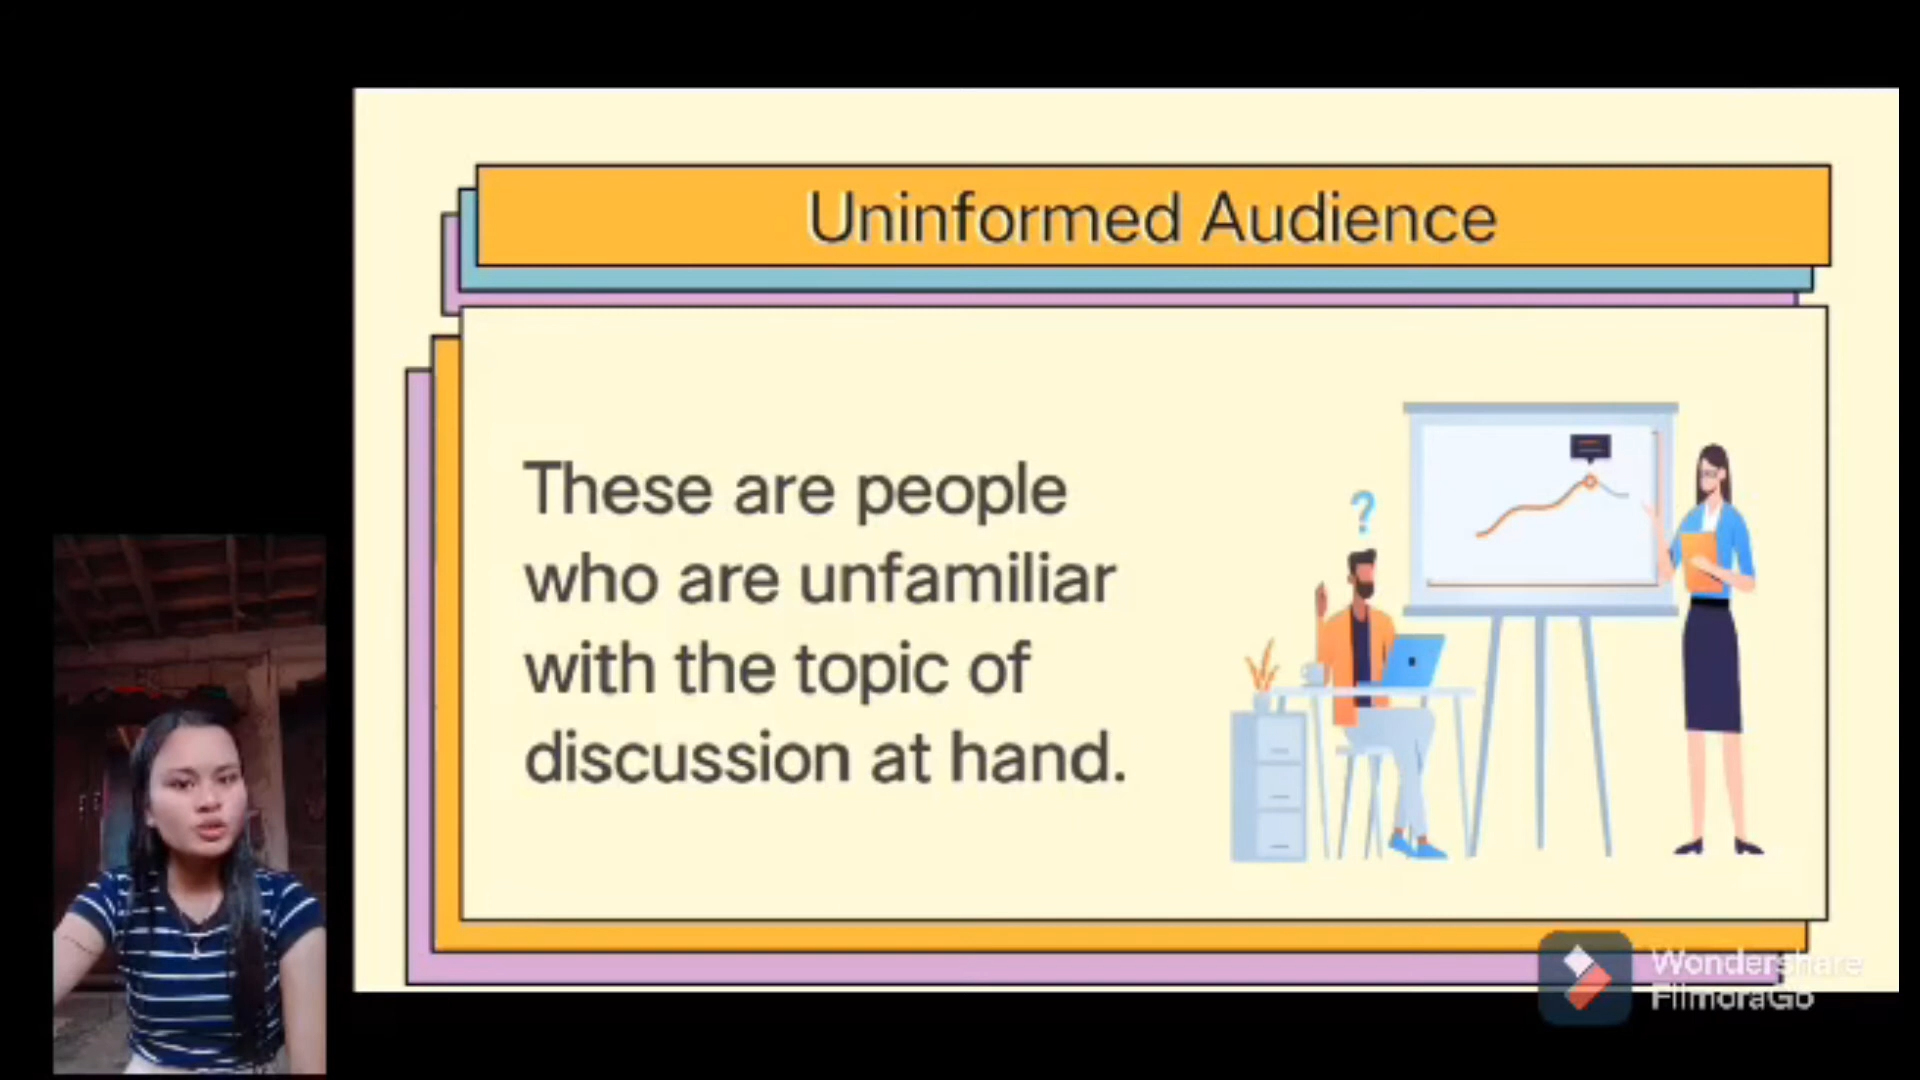 Uninformed Audience
These are people
who are unfamiliar
with the topic of
discussion at hand.
?
Wondershare
FilmoraGo